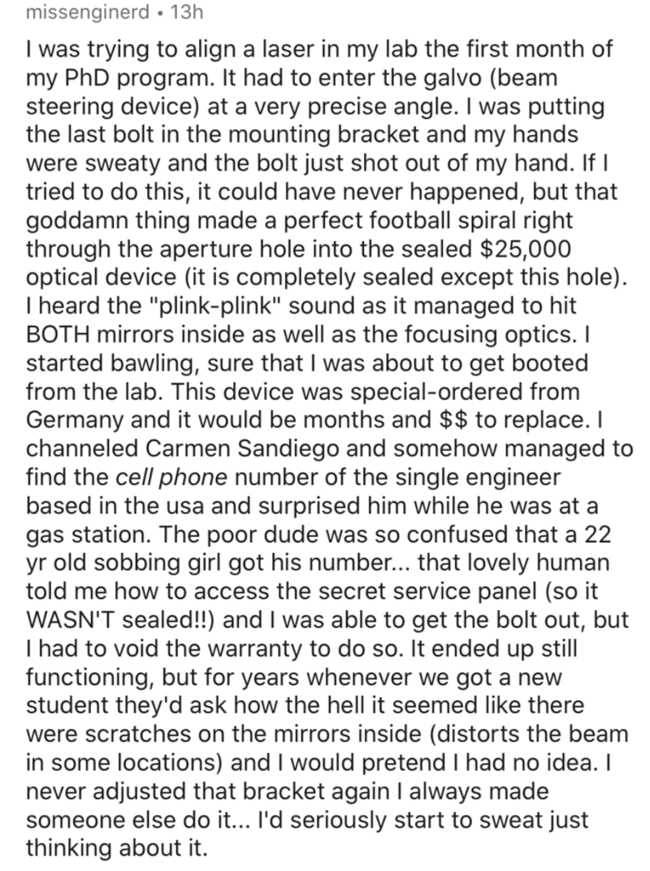 missenginerd • 13h
I was trying to align a laser in my lab the first month of
my PhD program. It had to enter the galvo (beam
steering device) at a very precise angle. I was putting
the last bolt in the mounting bracket and my hands
were sweaty and the bolt just shot out of my hand. If I
tried to do this, it could have never happened, but that
goddamn thing made a perfect football spiral right
through the aperture hole into the sealed $25,000
optical device (it is completely sealed except this hole).
I heard the "plink-plink" sound as it managed to hit
BOTH mirrors inside as well as the focusing optics. I
started bawling, sure that I was about to get booted
from the lab. This device was special-ordered from
Germany and it would be months and $$ to replace. I
channeled Carmen Sandiego and somehow managed to
find the cell phone number of the single engineer
based in the usa and surprised him while he was at a
gas station. The poor dude was so confused that a 22
yr old sobbing girl got his number... that lovely human
told me how to access the secret service panel (so it
WASN'T sealed!!) and I was able to get the bolt out, but
I had to void the warranty to do so. It ended up still
functioning, but for years whenever we got a new
student they'd ask how the hell it seemed like there
were scratches on the mirrors inside (distorts the beam
in some locations) and I would pretend I had no idea. I
never adjusted that bracket again I always made
someone else do it... I'd seriously start to sweat just
thinking about it.